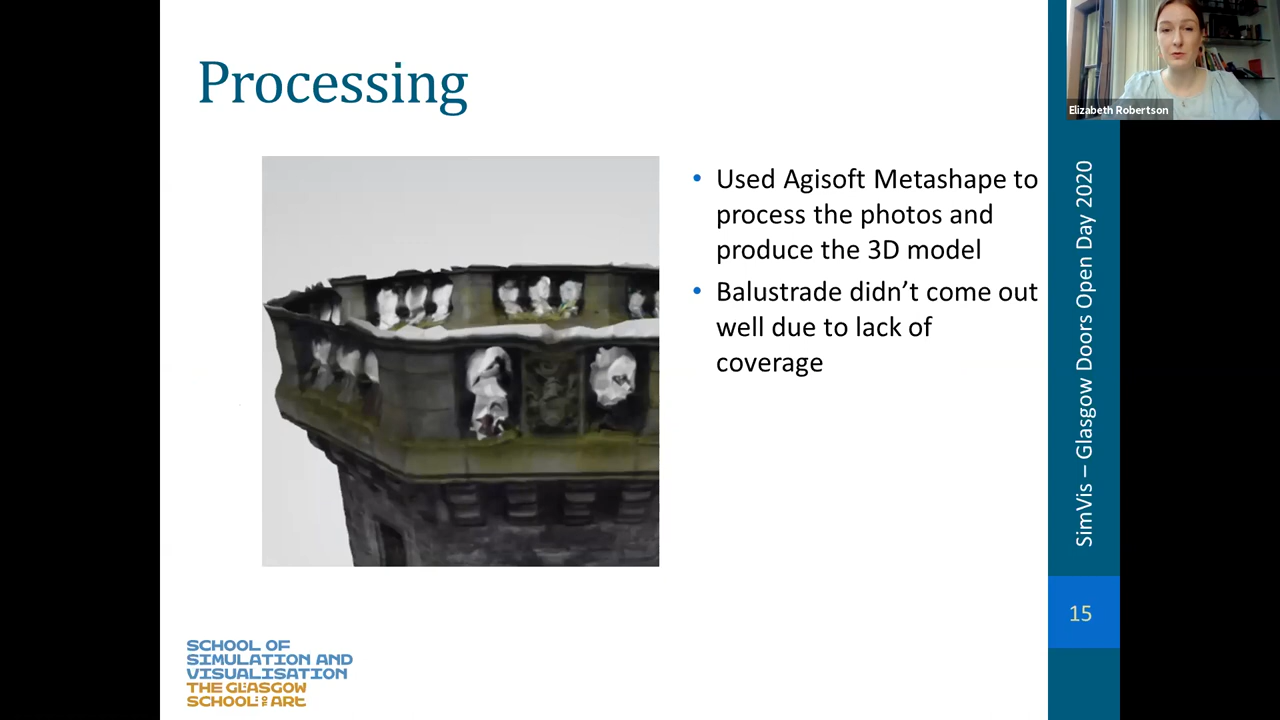 Processing
Used Agisoft Metashape to
process the photos and
produce the 3D model
Balustrade didn’t come out
well due to lack of
coverage
Elizabeth Robertson
SimVis – Glasgow Doors Open Day 2020
15
SCHOOL OF
SIMULATION AND
VISUALISATION
THE GLASGOW
SCHOOL OF ART